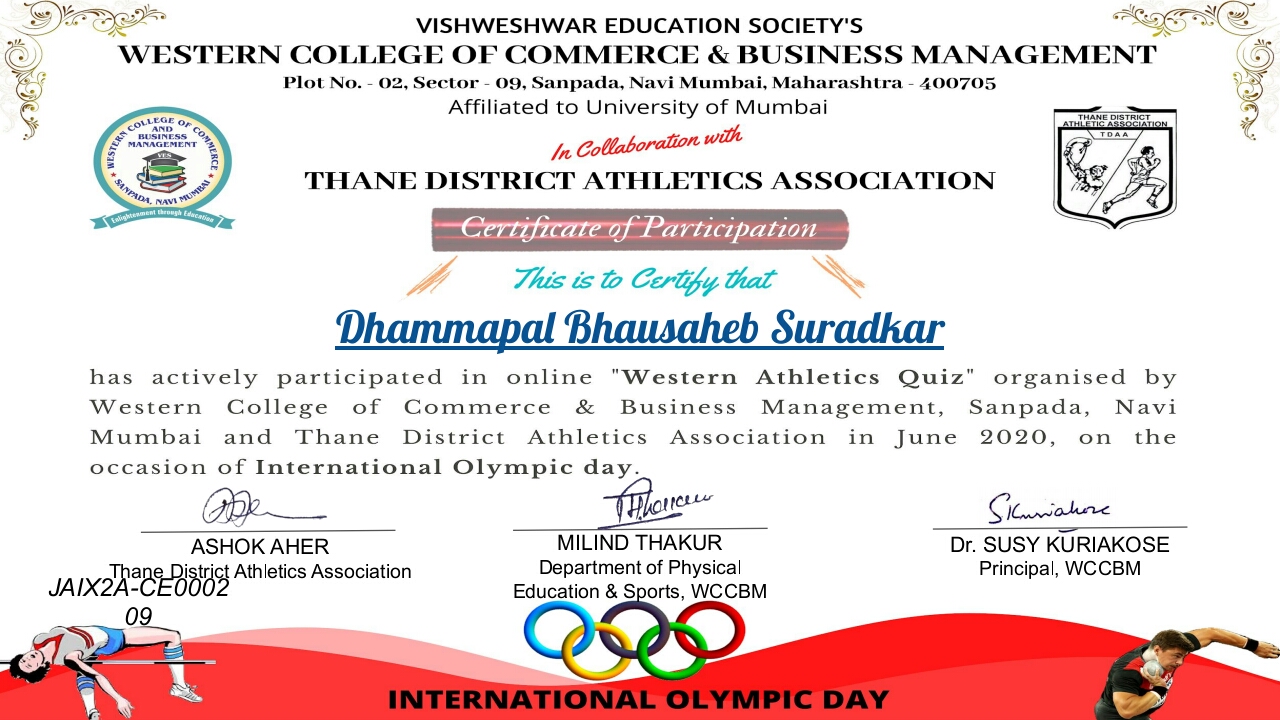 VISHWESHWAR EDUCATION SOCIETY'S
WESTERN COLLEGE OF COMMERCE & BUSINESS MANAGEMENT
Plot No. - 02, Sector - 09, Sanpada, Navi Mumbai, Maharashtra - 400705
Affiliated to University of Mumbai
WESTERN COLLEGE OF COMMERCE
AND
BUSINESS
MANAGEMENT
VES
SANPADA, NAVI MUMBAI
Enlightenment through Education
THANE DISTRICT
ATHLETIC ASSOCIATION
TDAA
In Collaboration with
THANE DISTRICT ATHLETICS ASSOCIATION
Certificate of Participation
This is to Certify that
Dhammapal Bhausaheb Suradkar
has actively participated in online "Western Athletics Quiz" organised by
Western College of Commerce & Business Management, Sanpada, Navi
Mumbai and Thane District Athletics Association in June 2020, on the
occasion of International Olympic day.
SKuriakose
ASHOK AHER
Thane District Athletics Association
MILIND THAKUR
Department of Physical
Education & Sports, WCCBM
Dr. SUSY KURIAKOSE
Principal, WCCBM
JAIX2A-CE0002
09
INTERNATIONAL OLYMPIC DAY